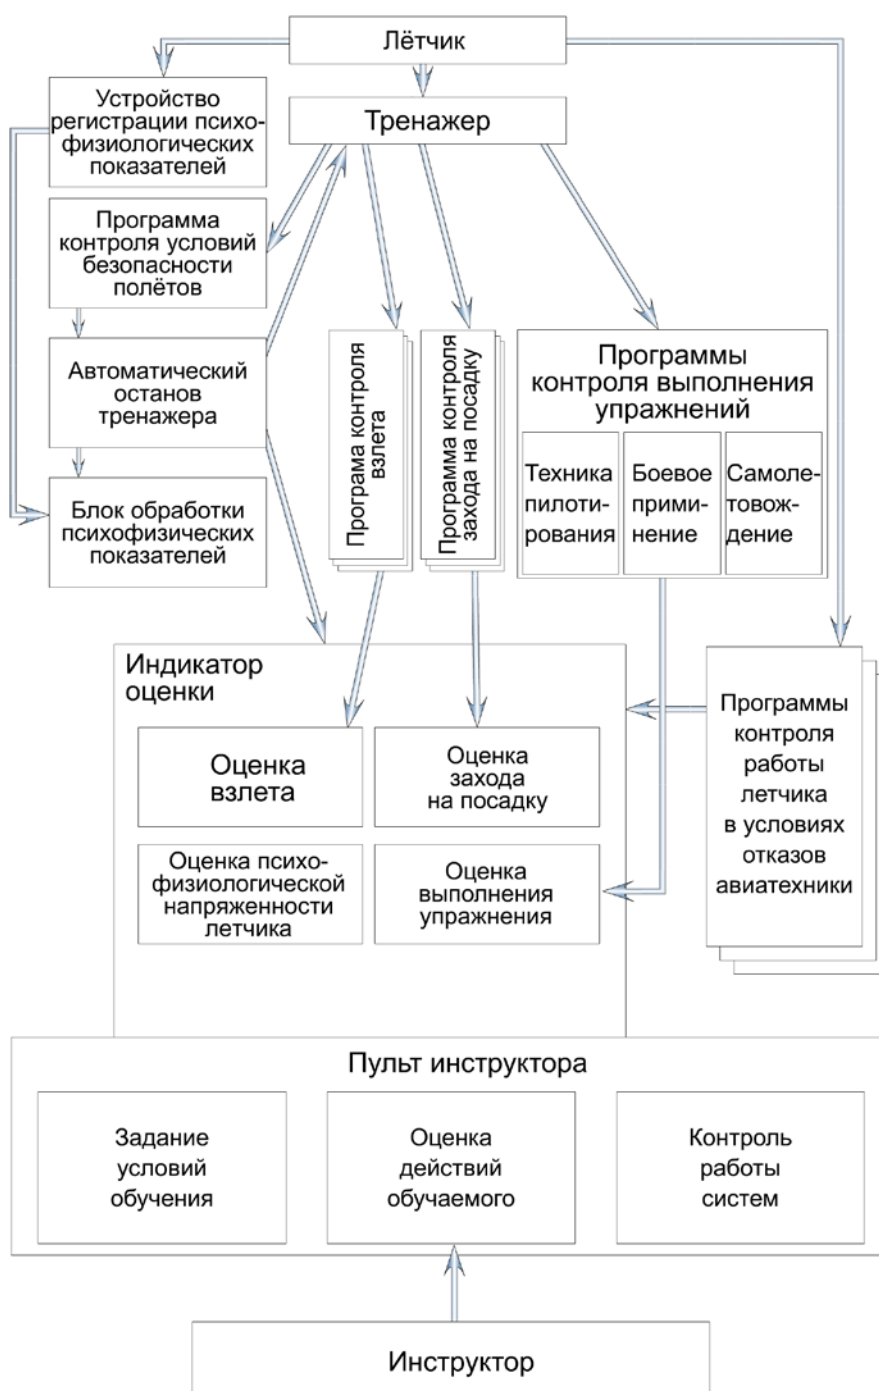 Лётчик
Тренажер
Устройство
регистрации психо-
физиологических
показателей
Программа
контроля условий
безопасности
полётов
Автоматический
останов
тренажера
Блок обработки
психофизических
показателей
Програма контроля
взлета
Программа контроля
захода на посадку
Программы
контроля выполнения
упражнений
Техника
пилоти-
рования
Боевое
прими-
нение
Самоле-
товож-
дение
Индикатор
оценки
Оценка
взлета
Оценка
захода
на посадку
Оценка психо-
физиологической
напряженности
летчика
Оценка
выполнения
упражнения
Программы
контроля
работы
летчика
в условиях
отказов
авиатехники
Пульт инструктора
Задание
условий
обучения
Оценка
действий
обучаемого
Контроль
работы
систем
Инструктор